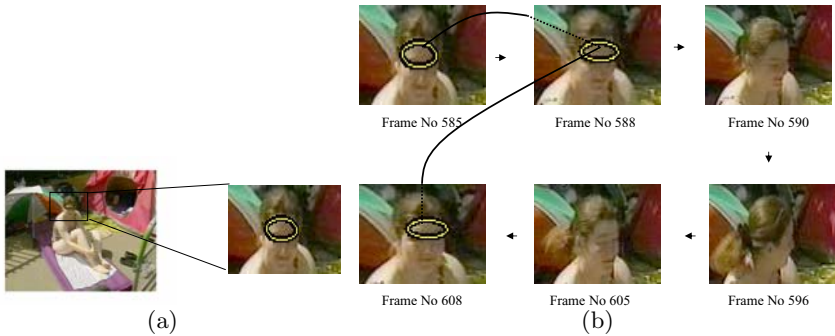 Frame No 585
Frame No 588
Frame No 590
Frame No 608
Frame No 605
Frame No 596
(a)
(b)